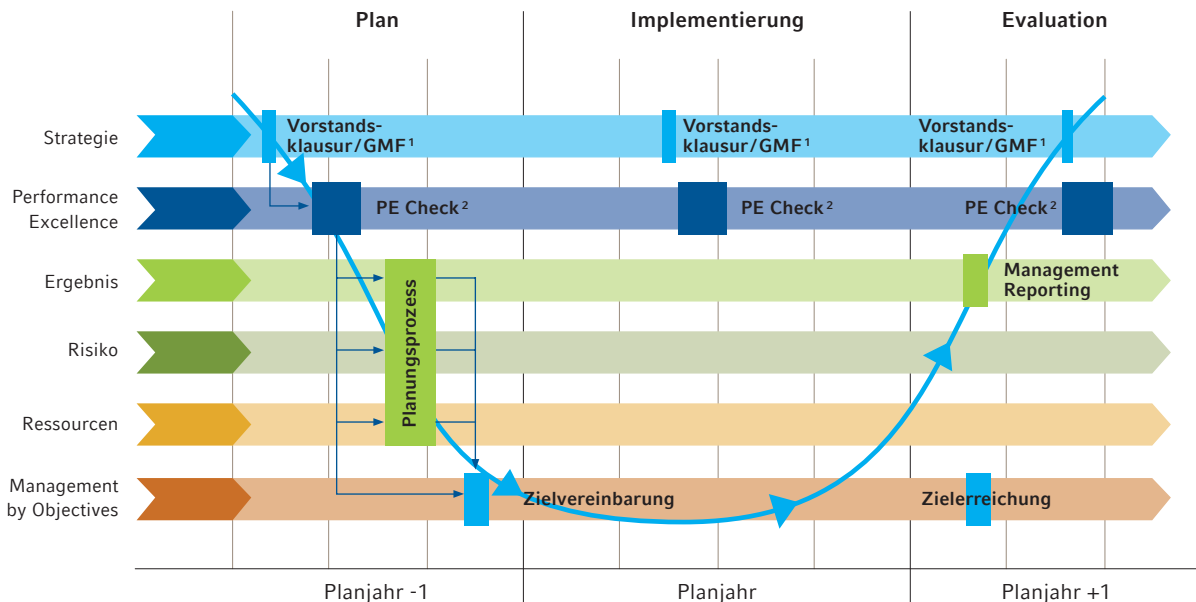 Plan
Implementierung
Evaluation
Strategie
Vorstands-
klausur/GMF¹
Vorstands-
klausur/GMF¹
Vorstands-
klausur/GMF¹
Performance
Excellence
PE Check²
PE Check²
PE Check²
Ergebnis
Management
Reporting
Planungsprozess
Risiko
Ressourcen
Management
by Objectives
Zielvereinbarung
Zielerreichung
Planjahr -1
Planjahr
Planjahr +1